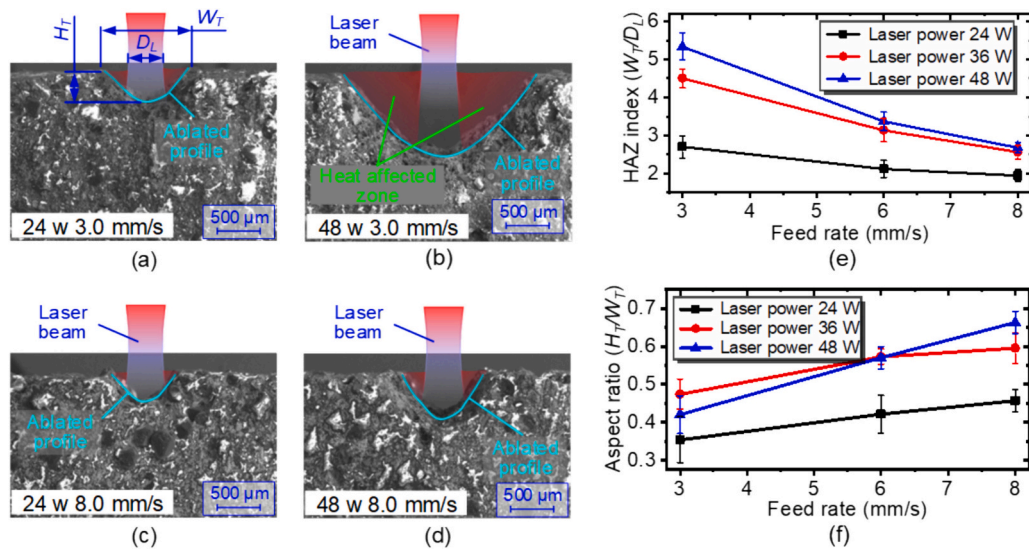 H_T
W_T
D_L
Ablated
profile
24 w 3.0 mm/s
500 μm
(a)
Laser
beam
Heat affected
zone
Ablated
profile
48 w 3.0 mm/s
500 μm
(b)
HAZ index (W_T/D_L)
6
5
4
3
2
Laser power 24 W
Laser power 36 W
Laser power 48 W
3 4 5 6 7 8
Feed rate (mm/s)
(e)
Laser
beam
Ablated
profile
24 w 8.0 mm/s
500 μm
(c)
Laser
beam
Ablated
profile
48 w 8.0 mm/s
500 μm
(d)
Aspect ratio (H_T/W_T)
0.7
0.6
0.5
0.4
0.3
Laser power 24 W
Laser power 36 W
Laser power 48 W
3 4 5 6 7 8
Feed rate (mm/s)
(f)